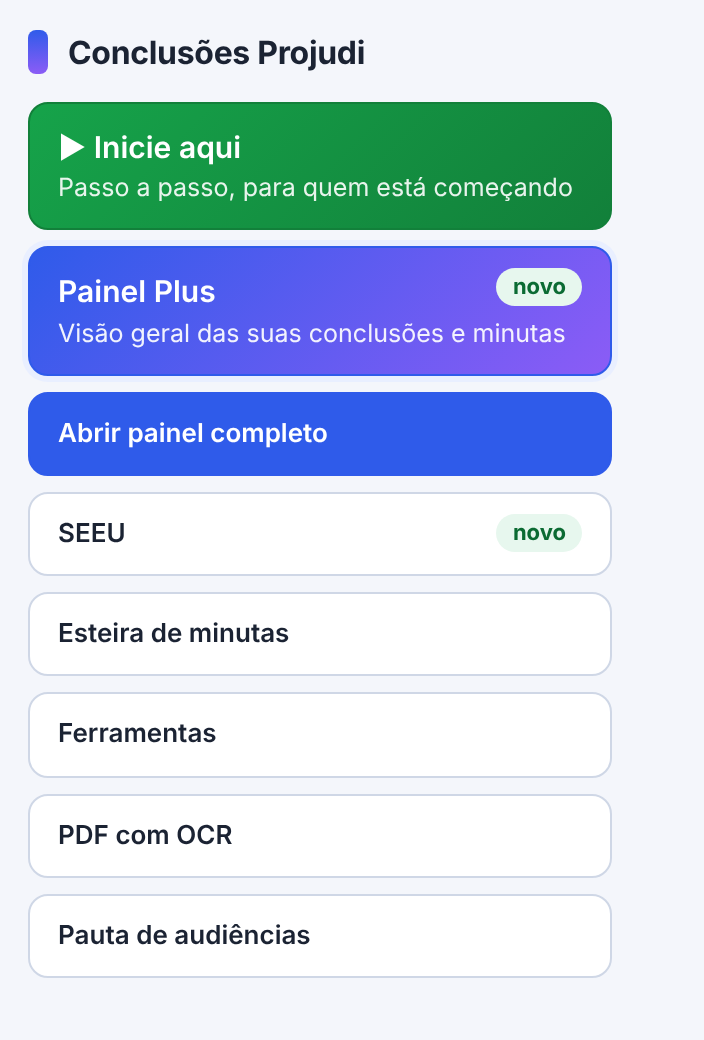 Conclusões Projudi
▶ Inicie aqui
Passo a passo, para quem está começando
Painel Plus
novo
Visão geral das suas conclusões e minutas
Abrir painel completo
SEEU
novo
Esteira de minutas
Ferramentas
PDF com OCR
Pauta de audiências